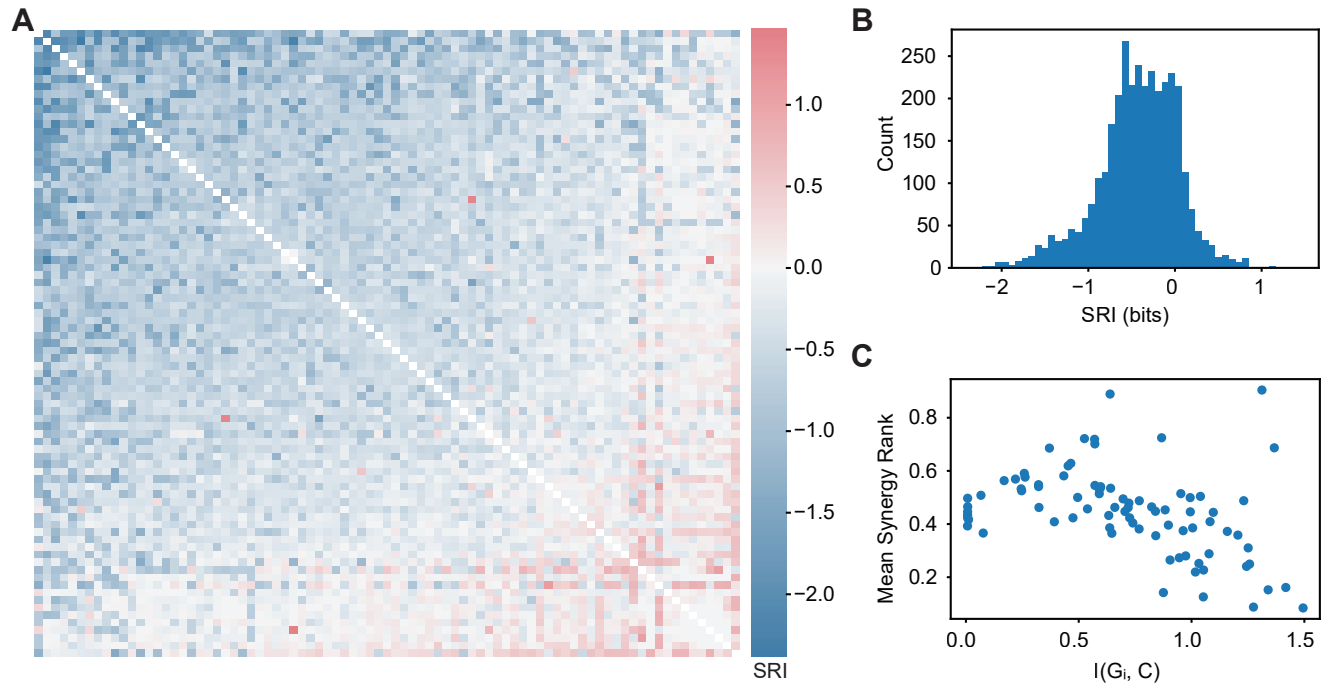 A
1.0
0.5
0.0
−0.5
−1.0
−1.5
−2.0
SRI
B
250
200
150
100
50
0
Count
−2 −1 0 1
SRI (bits)
C
0.8
0.6
0.4
0.2
Mean Synergy Rank
0.0 0.5 1.0 1.5
I(Gᵢ, C)